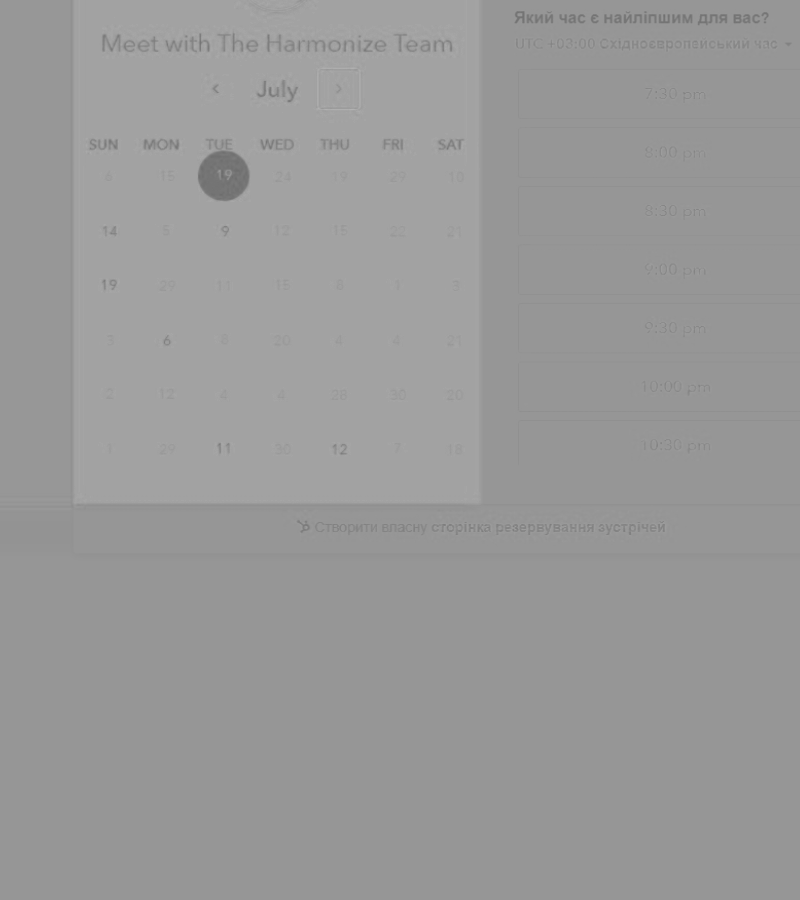 Meet with The Harmonize Team
July
SUN MON TUE WED THU FRI SAT
6 15 19 24 19 29 10
14 5 9 12 15 22 21
19 29 11 15 8 1 3
3 6 8 20 4 4 21
2 12 4 4 28 30 20
1 29 11 30 12 7 18
Який час є найліпшим для вас?
UTC +03:00 Східноєвропейський час
7:30 pm
8:00 pm
8:30 pm
9:00 pm
9:30 pm
10:00 pm
10:30 pm
Створити власну сторінка резервування зустрічей